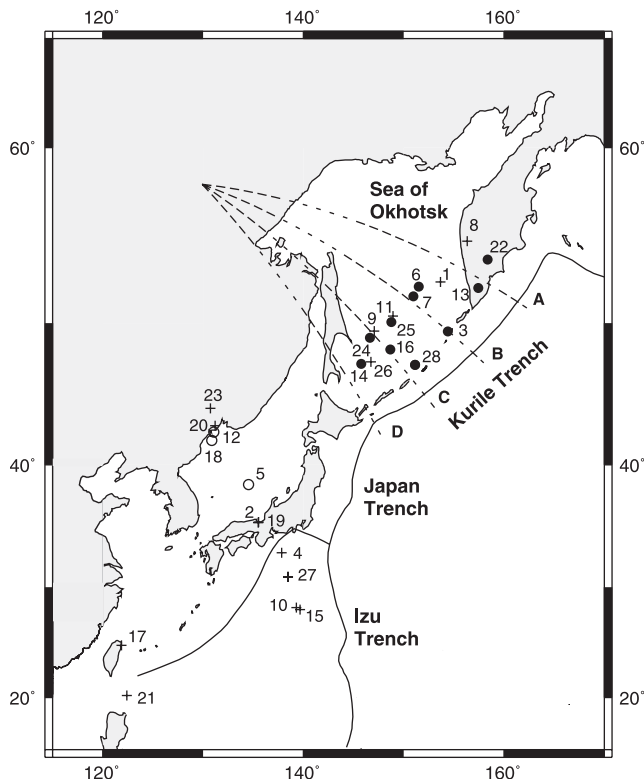 120° 140° 160°
60° 60°
Sea of
Okhotsk
8
22
6 1
7 13 A
11
9 25 3
24 16 B
14 26 28
Kurile Trench
C
D
23
20 12
18
40° 40°
5
Japan
Trench
2 19
4
27
10 15
Izu
Trench
17
21
20° 20°
120° 140° 160°